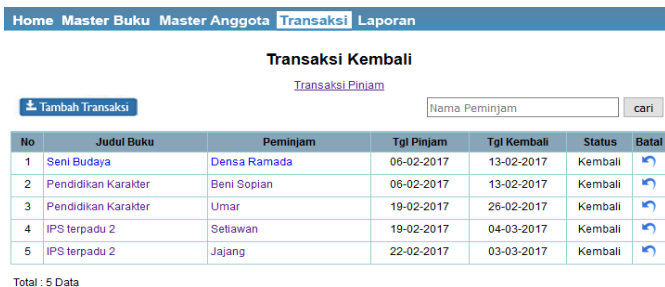 Home Master Buku Master Anggota Transaksi Laporan
Transaksi Kembali
Transaksi Pinjam
Tambah Transaksi Nama Peminjam cari
No Judul Buku Peminjam Tgl Pinjam Tgl Kembali Status Batal
1 Seni Budaya Densa Ramada 06-02-2017 13-02-2017 Kembali
2 Pendidikan Karakter Beni Sopian 06-02-2017 13-02-2017 Kembali
3 Pendidikan Karakter Umar 19-02-2017 26-02-2017 Kembali
4 IPS terpadu 2 Setiawan 19-02-2017 04-03-2017 Kembali
5 IPS terpadu 2 Jajang 22-02-2017 03-03-2017 Kembali
Total : 5 Data